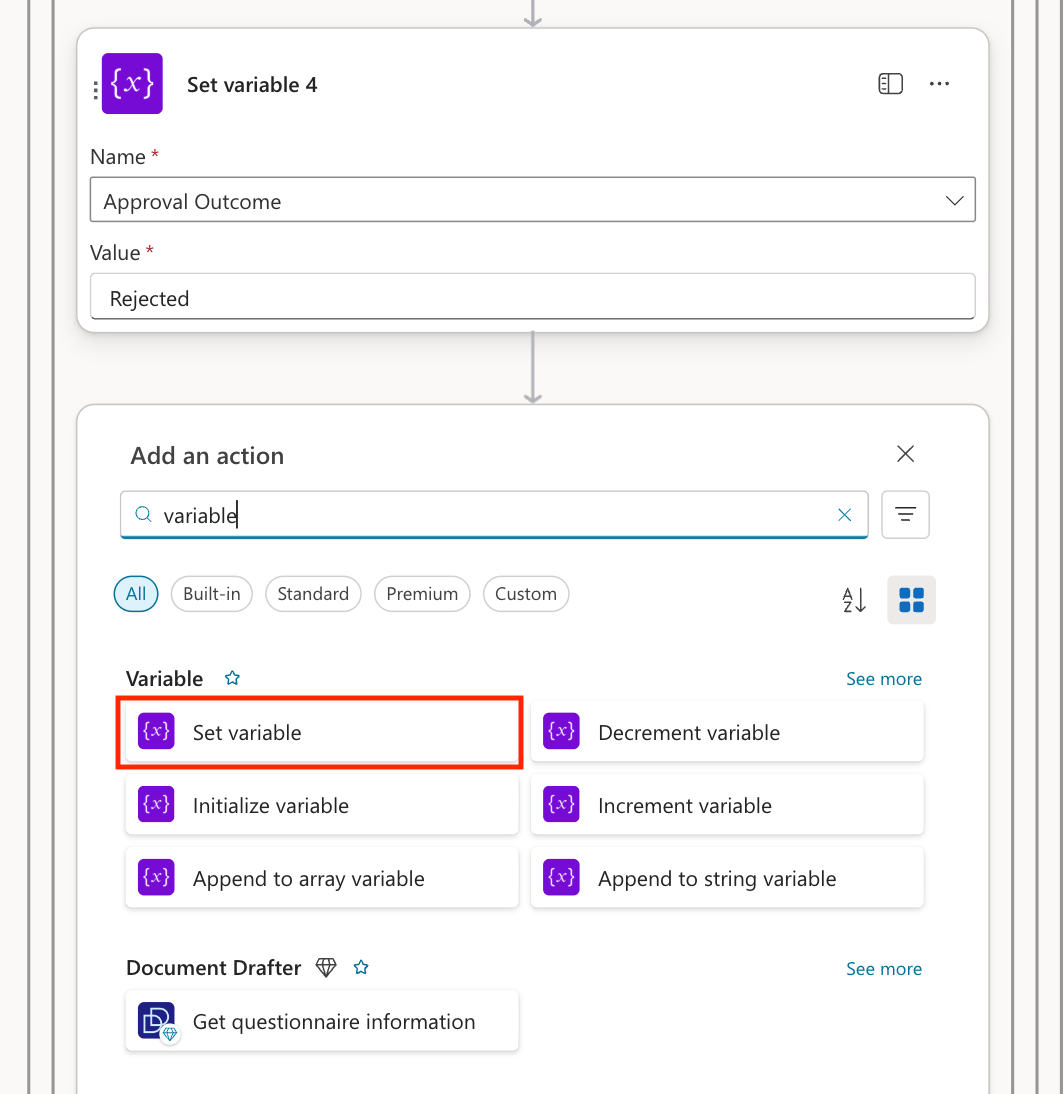 {x} Set variable 4 ...
Name *
Approval Outcome
Value *
Rejected
Add an action
variable
All Built-in Standard Premium Custom
A
Z
Variable See more
{x} Set variable {x} Decrement variable
{x} Initialize variable {x} Increment variable
{x} Append to array variable {x} Append to string variable
Document Drafter See more
D Get questionnaire information